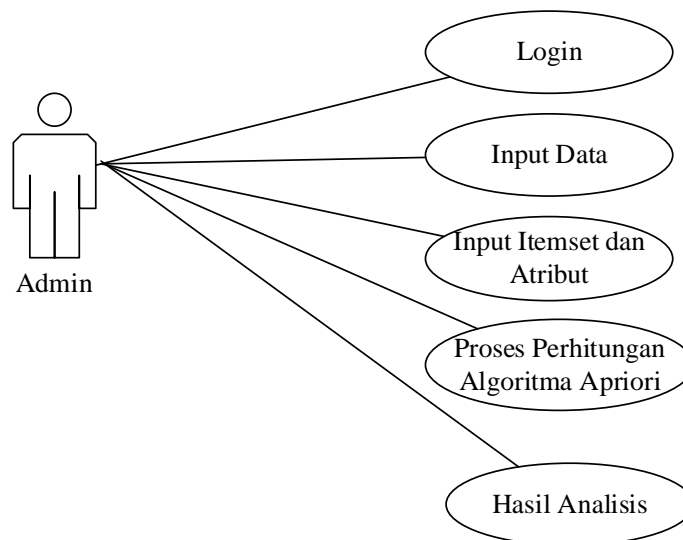 Login
Input Data
Input Itemset dan
Atribut
Admin
Proses Perhitungan
Algoritma Apriori
Hasil Analisis